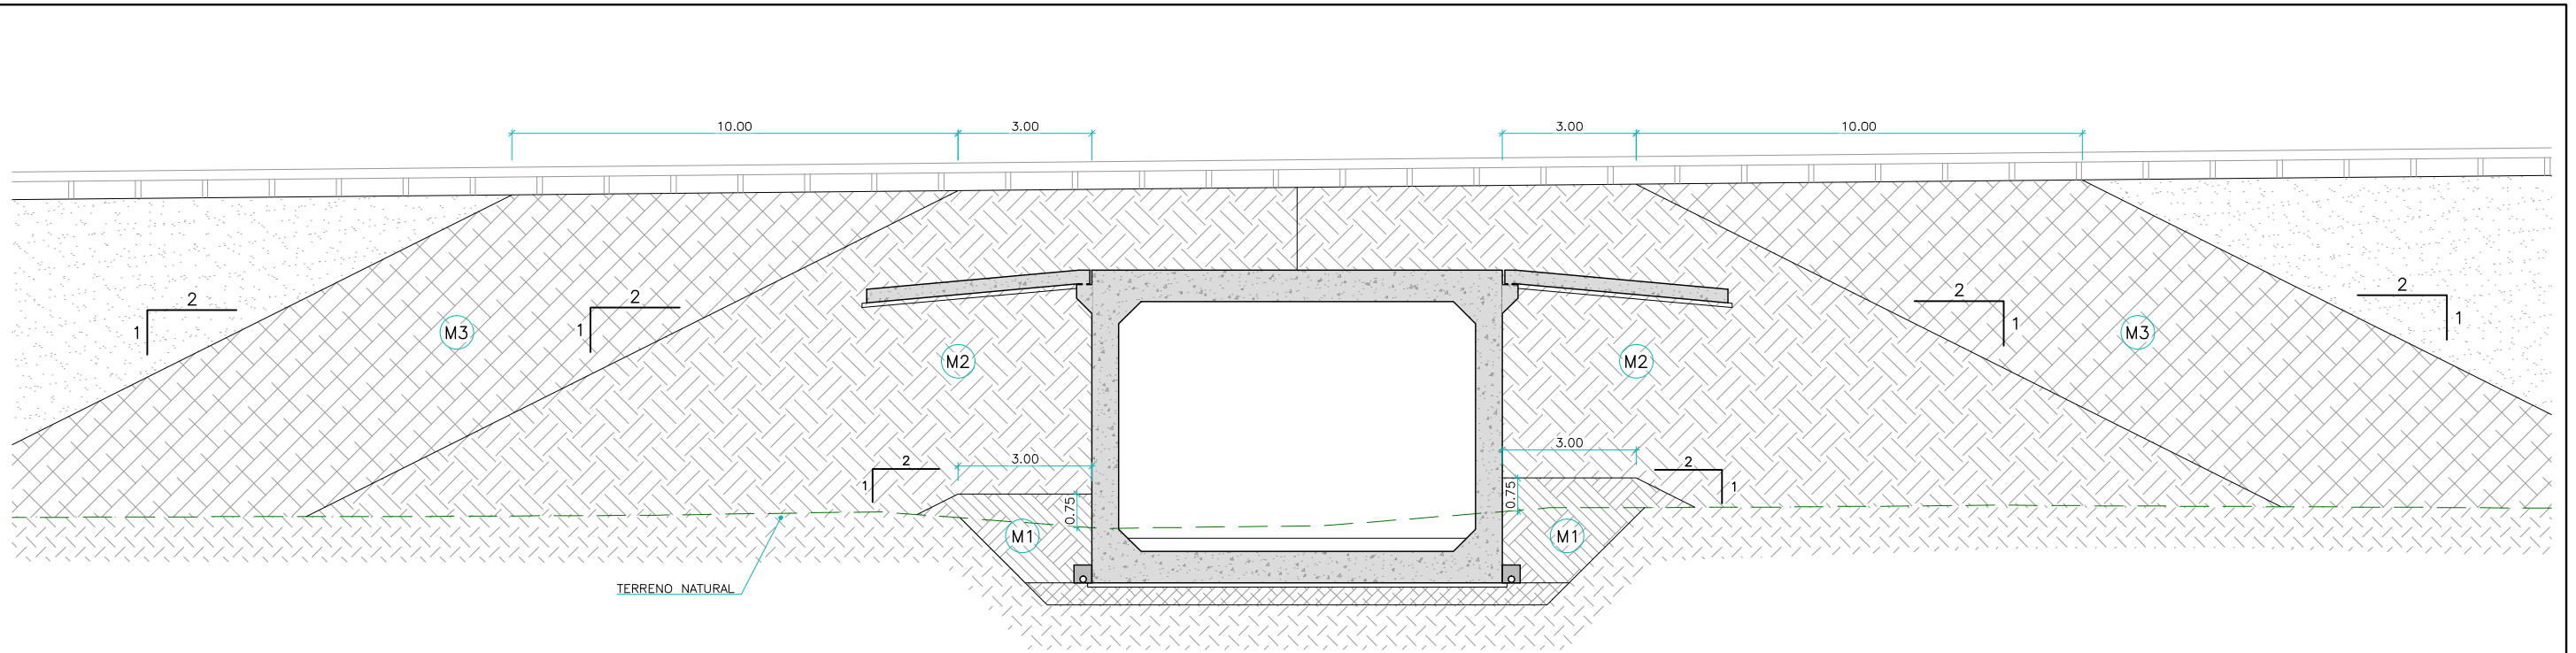 10.00 3.00 3.00 10.00
2 2 2 2
1 1 1 1
M3 M2 M2 M3
3.00 3.00
2 2
1 1
0.75 0.75
M1 M1
TERRENO NATURAL